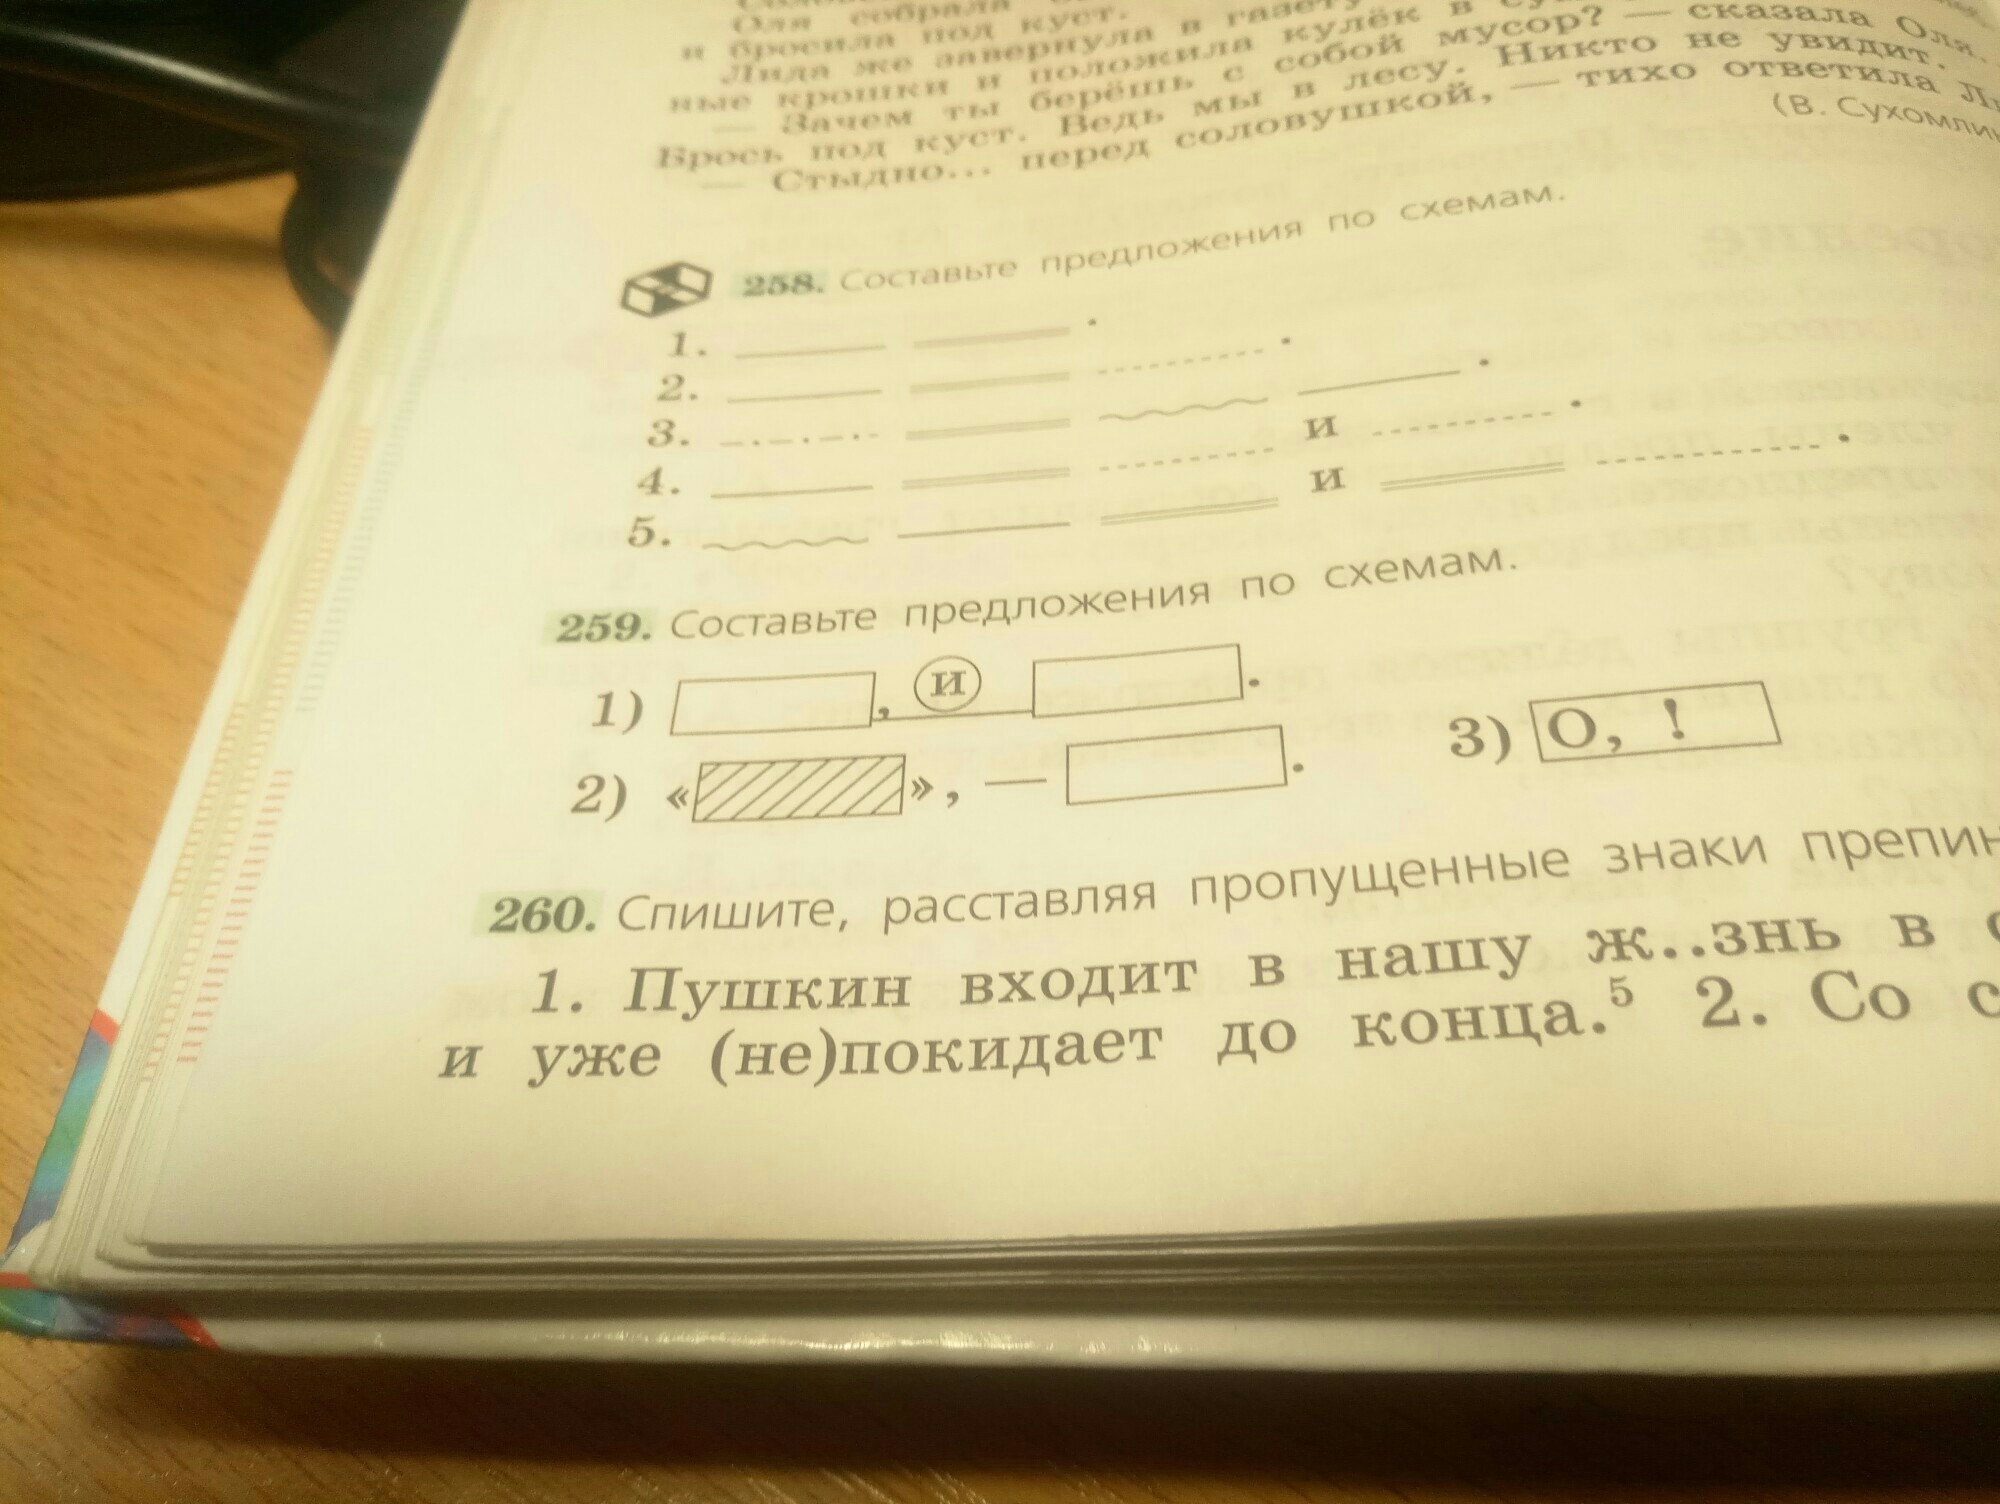 Оля собрала
и бросила под куст.
Лида же завернула в газету
ные крошки и положила кулёк в
— Зачем ты берёшь с собой мусор? — сказала Оля.
Брось под куст. Ведь мы в лесу. Никто не увидит.
— Стыдно... перед соловушкой, — тихо ответила
(В.
258. Составьте предложения по схемам.
1. .
2. .
3. .
4. и .
5. и .
259. Составьте предложения по схемам.
1) , и .
2) « », — .
3) О, !
260. Спишите, расставляя пропущенные знаки
1. Пушкин входит в нашу ж..знь в
и уже (не)покидает до конца.⁵ 2. Со